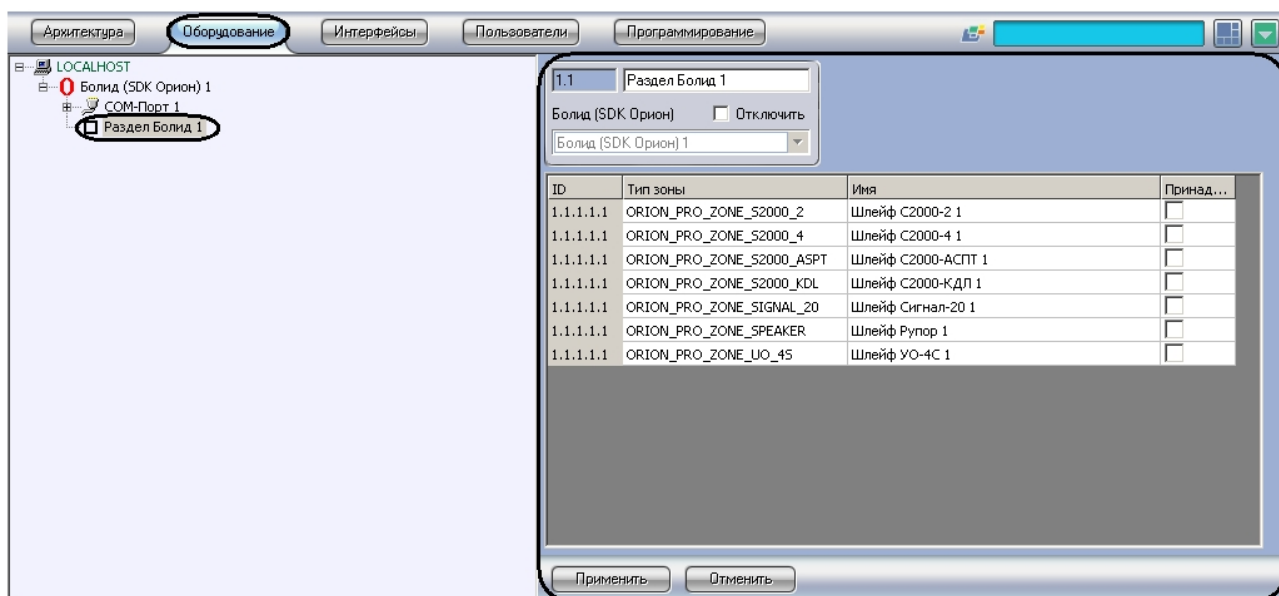 Архитектура Оборудование Интерфейсы Пользователи Программирование
LOCALHOST
Болид (SDK Орион) 1
COM-Порт 1
Раздел Болид 1
1.1 Раздел Болид 1
Болид (SDK Орион) Отключить
Болид (SDK Орион) 1
ID Тип зоны Имя Принад...
1.1.1.1.1 ORION_PRO_ZONE_S2000_2 Шлейф С2000-2 1
1.1.1.1.1 ORION_PRO_ZONE_S2000_4 Шлейф С2000-4 1
1.1.1.1.1 ORION_PRO_ZONE_S2000_ASPT Шлейф С2000-АСПТ 1
1.1.1.1.1 ORION_PRO_ZONE_S2000_KDL Шлейф С2000-КДЛ 1
1.1.1.1.1 ORION_PRO_ZONE_SIGNAL_20 Шлейф Сигнал-20 1
1.1.1.1.1 ORION_PRO_ZONE_SPEAKER Шлейф Рупор 1
1.1.1.1.1 ORION_PRO_ZONE_UO_4S Шлейф УО-4С 1
Применить Отменить